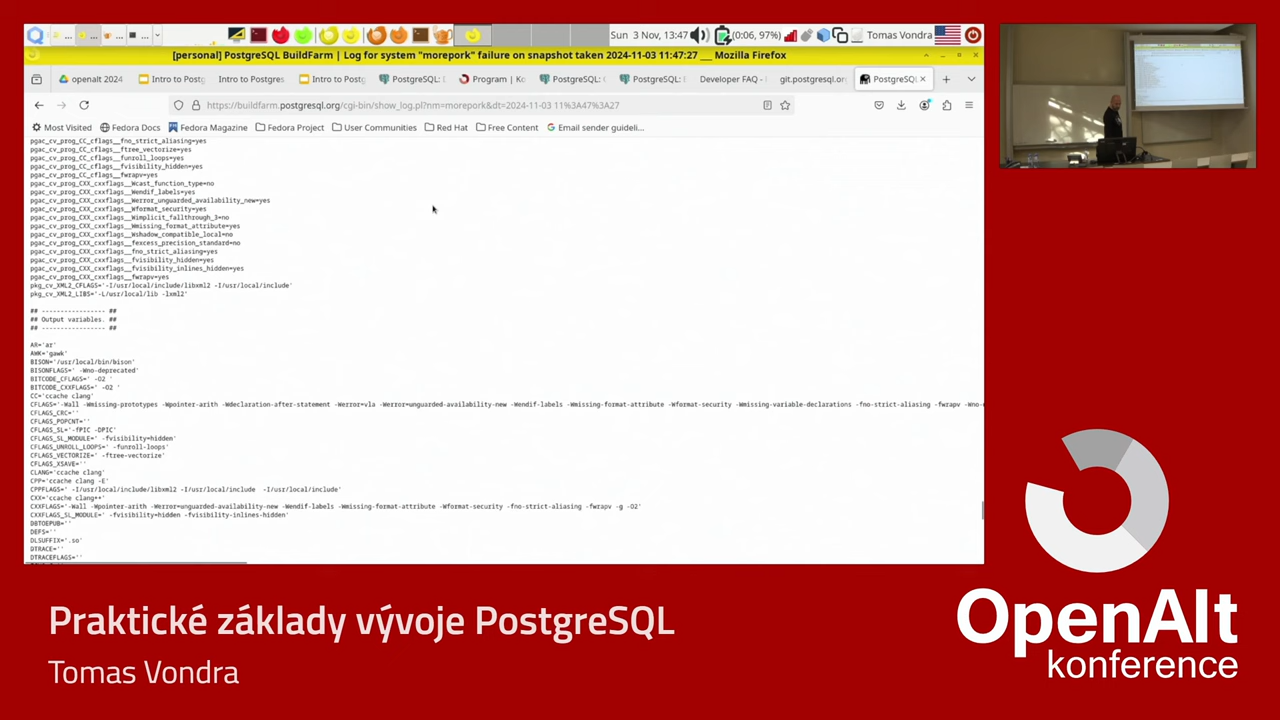 Sun 3 Nov, 13:47
(0:06, 97%)
Tomas Vondra
[personal] PostgreSQL BuildFarm | Log for system "morepork" failure on snapshot taken 2024-11-03 11:47:27 ___ Mozilla Firefox
openalt 2024
Intro to Postg
Intro to Postgres
Intro to Postg
PostgreSQL:
Program | Ko
PostgreSQL:
PostgreSQL:
Developer FAQ -
git.postgresql.or
PostgreSQ
https://buildfarm.postgresql.org/cgi-bin/show_log.pl?nm=morepork&dt=2024-11-03 11%3A47%3A27
Most Visited
Fedora Docs
Fedora Magazine
Fedora Project
User Communities
Red Hat
Free Content
Email sender guideli...
pgac_cv_prog_CC_cflags__fno_strict_aliasing=yes
pgac_cv_prog_CC_cflags__ftree_vectorize=yes
pgac_cv_prog_CC_cflags__funroll_loops=yes
pgac_cv_prog_CC_cflags__fvisibility_hidden=yes
pgac_cv_prog_CC_cflags__fwrapv=yes
pgac_cv_prog_CXX_cxxflags__Wcast_function_type=no
pgac_cv_prog_CXX_cxxflags__Wendif_labels=yes
pgac_cv_prog_CXX_cxxflags__Werror_unguarded_availability_new=yes
pgac_cv_prog_CXX_cxxflags__Wformat_security=yes
pgac_cv_prog_CXX_cxxflags__Wimplicit_fallthrough_3=no
pgac_cv_prog_CXX_cxxflags__Wmissing_format_attribute=yes
pgac_cv_prog_CXX_cxxflags__Wshadow_compatible_local=no
pgac_cv_prog_CXX_cxxflags__fexcess_precision_standard=no
pgac_cv_prog_CXX_cxxflags__fno_strict_aliasing=yes
pgac_cv_prog_CXX_cxxflags__fvisibility_hidden=yes
pgac_cv_prog_CXX_cxxflags__fvisibility_inlines_hidden=yes
pgac_cv_prog_CXX_cxxflags__fwrapv=yes
pkg_cv_XML2_CFLAGS='-I/usr/local/include/libxml2 -I/usr/local/include'
pkg_cv_XML2_LIBS='-L/usr/local/lib -lxml2'
## ---------------- ##
## Output variables. ##
## ---------------- ##
AR='ar'
AWK='gawk'
BISON='/usr/local/bin/bison'
BISONFLAGS=' -Wno-deprecated'
BITCODE_CFLAGS=' -O2 '
BITCODE_CXXFLAGS=' -O2 '
CC='ccache clang'
CFLAGS='-Wall -Wmissing-prototypes -Wpointer-arith -Wdeclaration-after-statement -Werror=vla -Werror=unguarded-availability-new -Wendif-labels -Wmissing-format-attribute -Wformat-security -Wmissing-variable-declarations -fno-strict-aliasing -fwrapv -Wno-
CFLAGS_CRC=''
CFLAGS_POPCNT=''
CFLAGS_SL='-fPIC -DPIC'
CFLAGS_SL_MODULE=' -fvisibility=hidden'
CFLAGS_UNROLL_LOOPS=' -funroll-loops'
CFLAGS_VECTORIZE=' -ftree-vectorize'
CFLAGS_XSAVE=''
CLANG='ccache clang'
CPP='ccache clang -E'
CPPFLAGS=' -I/usr/local/include/libxml2 -I/usr/local/include  -I/usr/local/include'
CXX='ccache clang++'
CXXFLAGS='-Wall -Wpointer-arith -Werror=unguarded-availability-new -Wendif-labels -Wmissing-format-attribute -Wformat-security -fno-strict-aliasing -fwrapv -g -O2'
CXXFLAGS_SL_MODULE=' -fvisibility=hidden -fvisibility-inlines-hidden'
DBTOEPUB=''
DEFS=''
DLSUFFIX='.so'
DTRACE=''
DTRACEFLAGS=''
Praktické základy vývoje PostgreSQL
Tomas Vondra
OpenAlt
konference